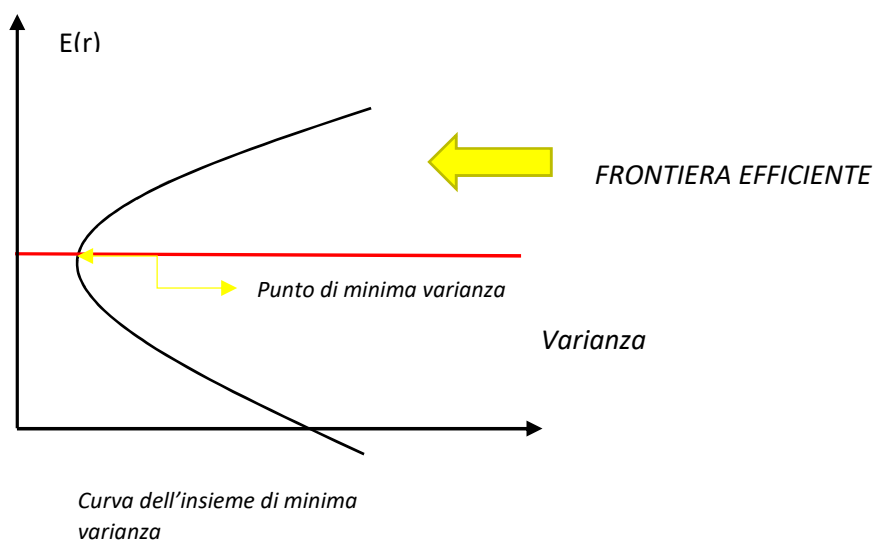 E(r)
FRONTIERA EFFICIENTE
Punto di minima varianza
Varianza
Curva dell’insieme di minima
varianza